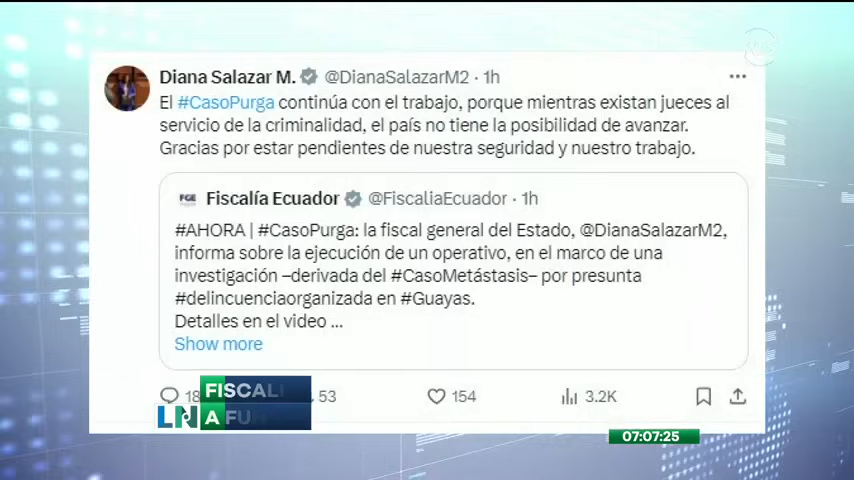 Diana Salazar M. @DianaSalazarM2 · 1h
El #CasoPurga continúa con el trabajo, porque mientras existan jueces al
servicio de la criminalidad, el país no tiene la posibilidad de avanzar.
Gracias por estar pendientes de nuestra seguridad y nuestro trabajo.
FGE Fiscalía Ecuador @FiscaliaEcuador · 1h
#AHORA | #CasoPurga: la fiscal general del Estado, @DianaSalazarM2,
informa sobre la ejecución de un operativo, en el marco de una
investigación –derivada del #CasoMetástasis– por presunta
#delincuenciaorganizada en #Guayas.
Detalles en el video ...
Show more
53 154 3.2K
FISCALI
LN A FUN
07:07:25